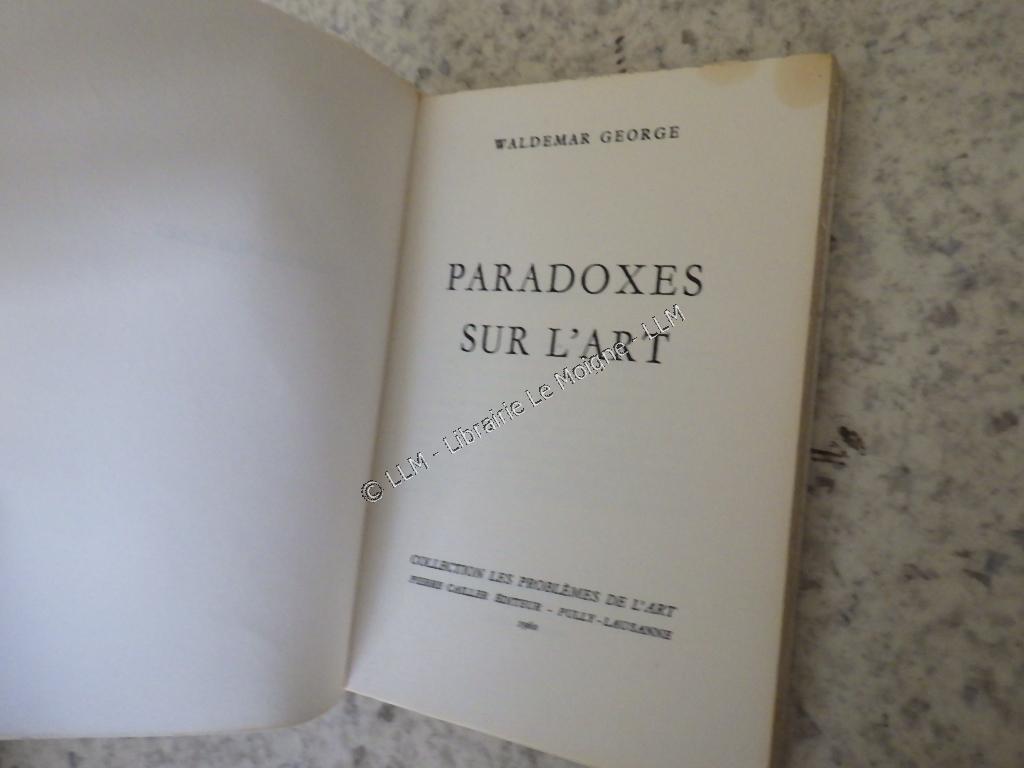 WALDEMAR GEORGE
PARADOXES
SUR L'ART
© LLM - Librairie Le Moigne - LLM
COLLECTION LES PROBLÈMES DE L'ART
PIERRE CAILLER ÉDITEUR - PULLY-LAUSANNE